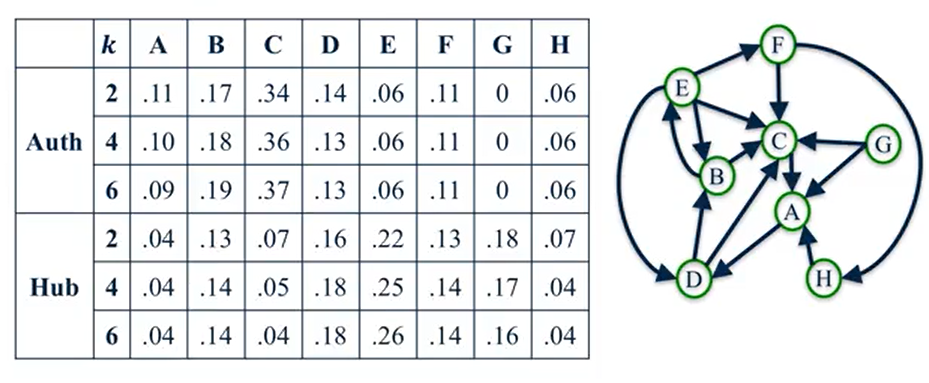 k A B C D E F G H
Auth
2 .11 .17 .34 .14 .06 .11 0 .06
4 .10 .18 .36 .13 .06 .11 0 .06
6 .09 .19 .37 .13 .06 .11 0 .06
Hub
2 .04 .13 .07 .16 .22 .13 .18 .07
4 .04 .14 .05 .18 .25 .14 .17 .04
6 .04 .14 .04 .18 .26 .14 .16 .04
F
E
C
G
B
A
D
H